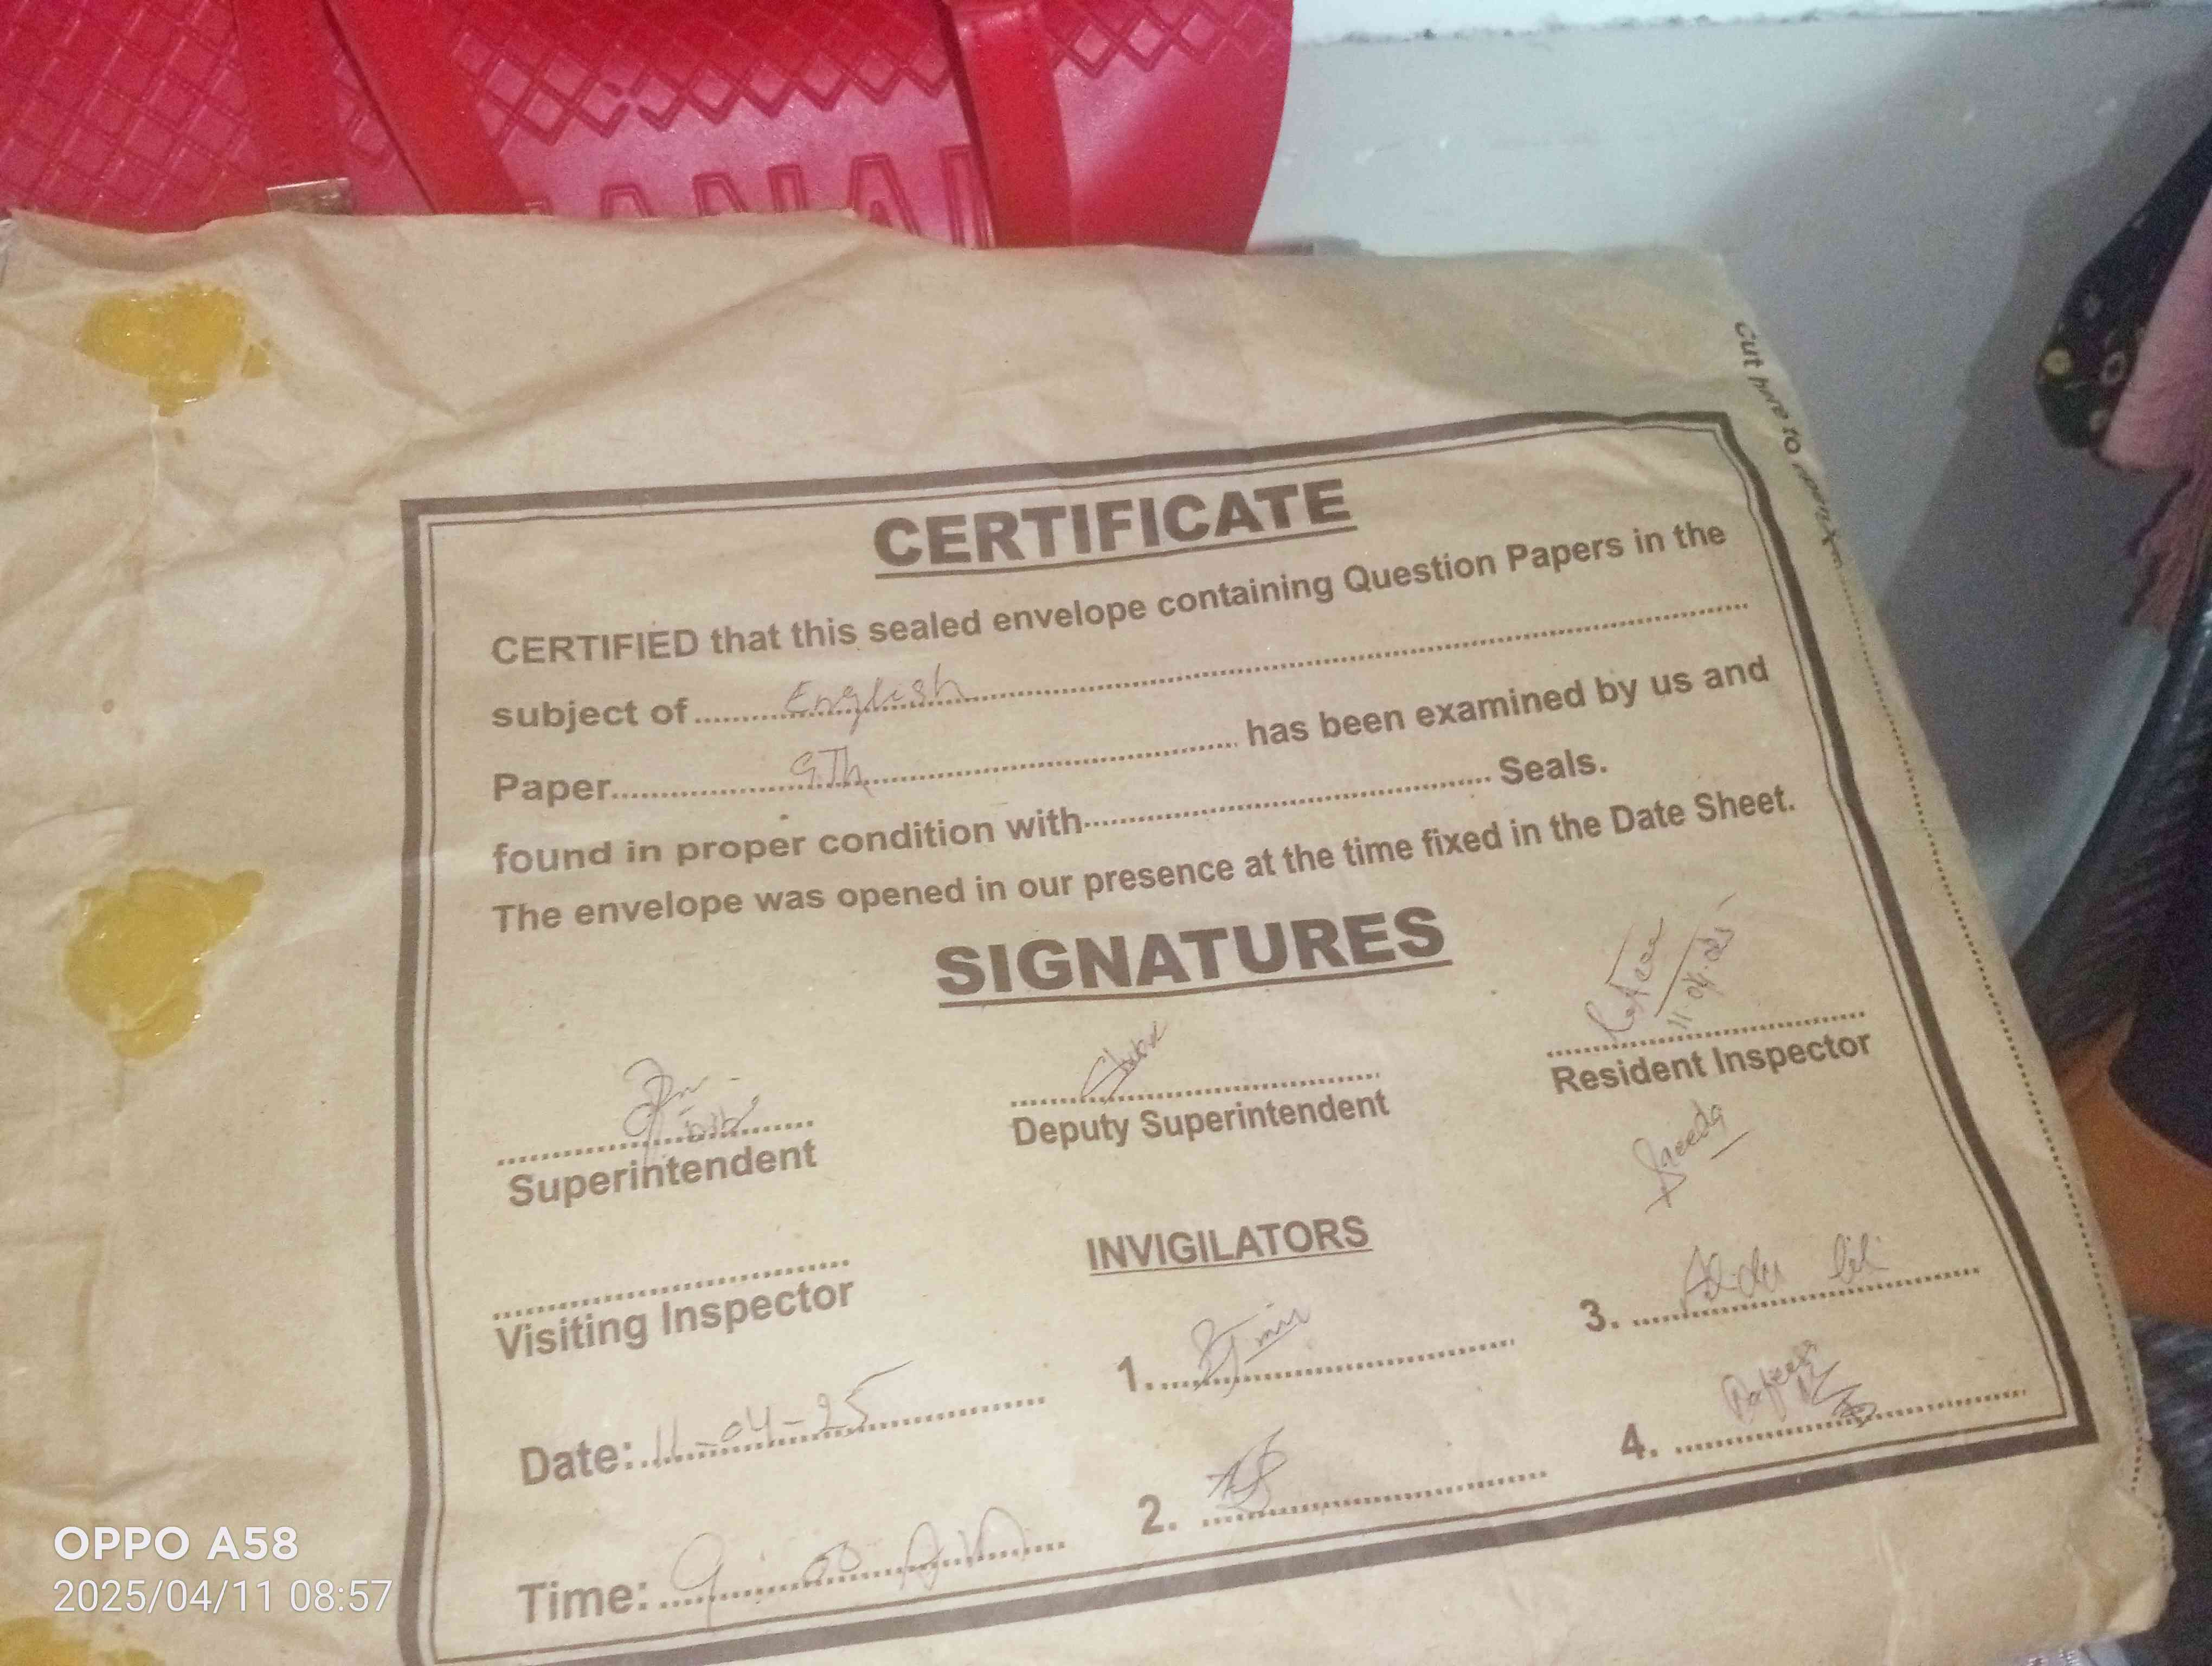 Cut here to open
CERTIFICATE
CERTIFIED that this sealed envelope containing Question Papers in the
subject of........English........
Paper........9Th........ has been examined by us and
found in proper condition with........ Seals.
The envelope was opened in our presence at the time fixed in the Date Sheet.
SIGNATURES
11.04.025
Superintendent
Deputy Superintendent
Resident Inspector
Saeeda
Visiting Inspector
INVIGILATORS
1.
3.
Date: 11-04-25
2.
4.
Time: 9:00 AM
OPPO A58
2025/04/11 08:57